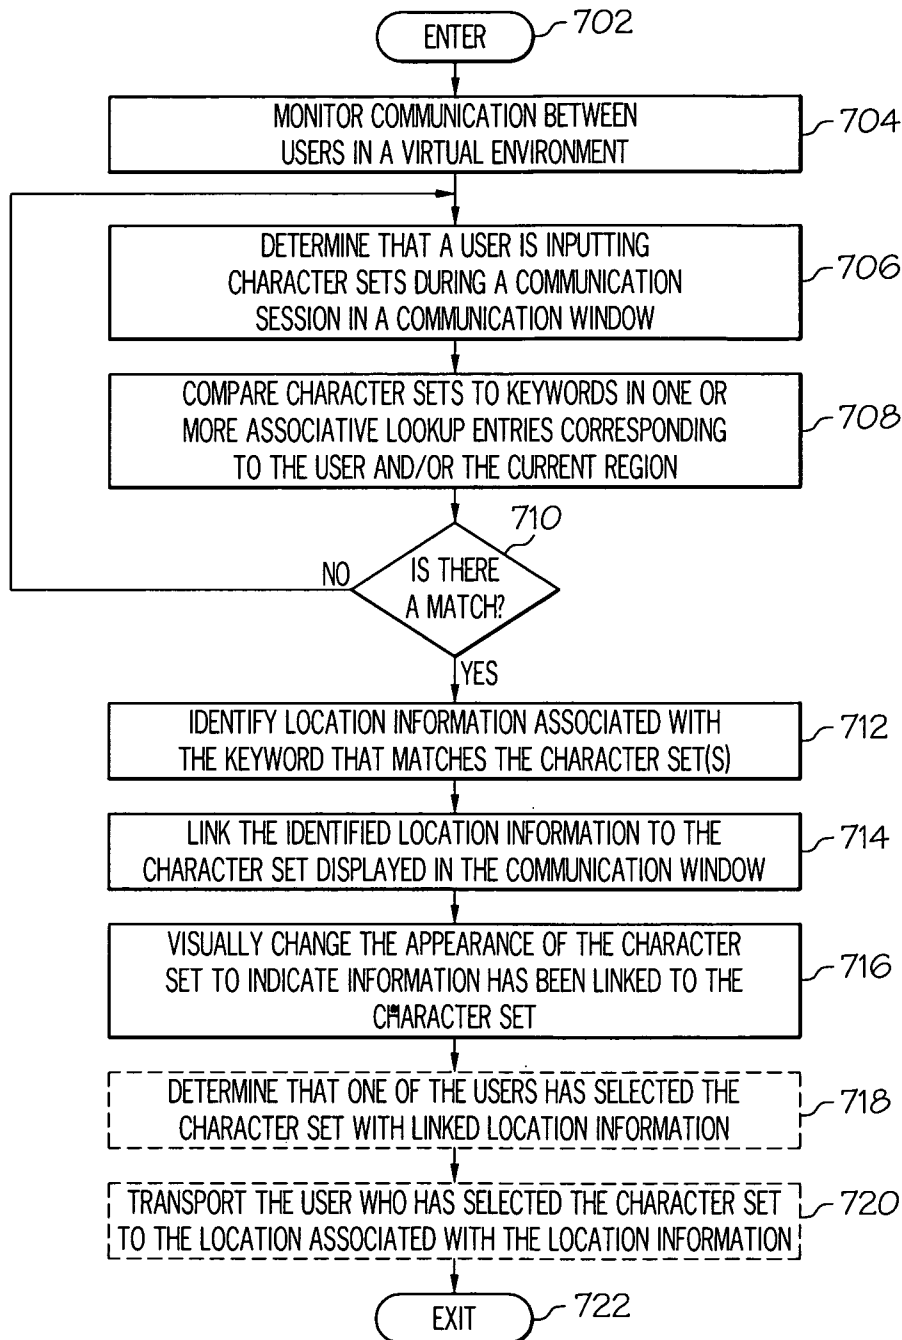 ENTER
702
MONITOR COMMUNICATION BETWEEN
USERS IN A VIRTUAL ENVIRONMENT
704
DETERMINE THAT A USER IS INPUTTING
CHARACTER SETS DURING A COMMUNICATION
SESSION IN A COMMUNICATION WINDOW
706
COMPARE CHARACTER SETS TO KEYWORDS IN ONE OR
MORE ASSOCIATIVE LOOKUP ENTRIES CORRESPONDING
TO THE USER AND/OR THE CURRENT REGION
708
710
IS THERE
A MATCH?
NO
YES
IDENTIFY LOCATION INFORMATION ASSOCIATED WITH
THE KEYWORD THAT MATCHES THE CHARACTER SET(S)
712
LINK THE IDENTIFIED LOCATION INFORMATION TO THE
CHARACTER SET DISPLAYED IN THE COMMUNICATION WINDOW
714
VISUALLY CHANGE THE APPEARANCE OF THE CHARACTER
SET TO INDICATE INFORMATION HAS BEEN LINKED TO THE
CHARACTER SET
716
DETERMINE THAT ONE OF THE USERS HAS SELECTED THE
CHARACTER SET WITH LINKED LOCATION INFORMATION
718
TRANSPORT THE USER WHO HAS SELECTED THE CHARACTER SET
TO THE LOCATION ASSOCIATED WITH THE LOCATION INFORMATION
720
EXIT
722